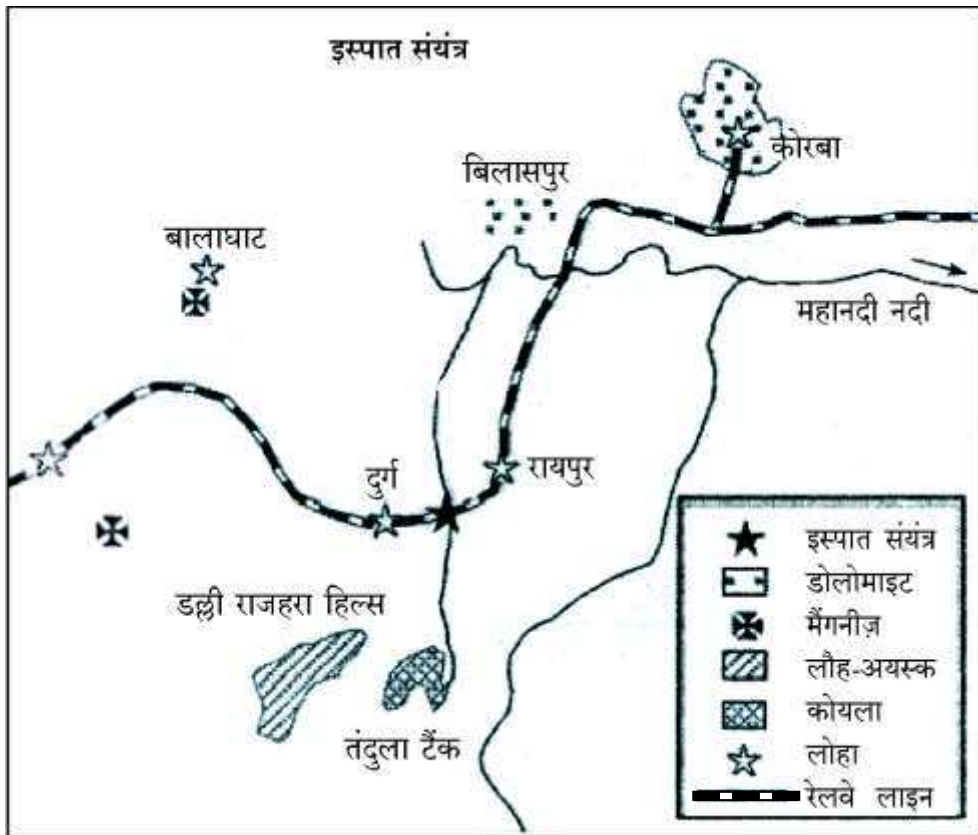 इस्पात संयंत्र
कोरबा
बिलासपुर
बालाघाट
महानदी नदी
दुर्ग
रायपुर
डल्ली राजहरा हिल्स
तंदुला टैंक
इस्पात संयंत्र
डोलोमाइट
मैंगनीज़
लौह-अयस्क
कोयला
लोहा
रेलवे लाइन